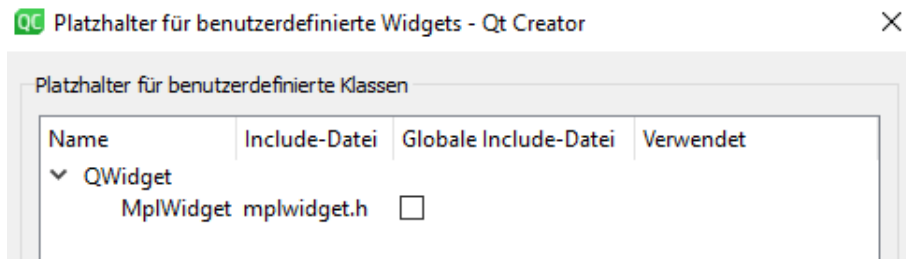 QC Platzhalter für benutzerdefinierte Widgets - Qt Creator
Platzhalter für benutzerdefinierte Klassen
Name Include-Datei Globale Include-Datei Verwendet
QWidget
MplWidget mplwidget.h